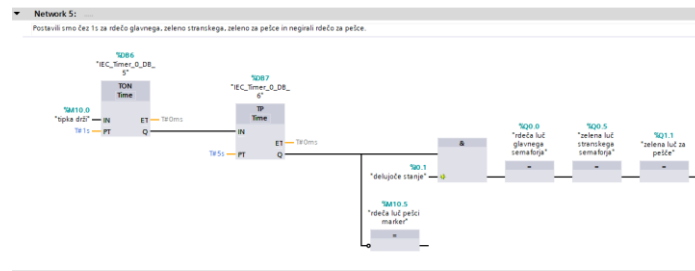 Network 5: ...
Postavili smo čez 1s za rdečo glavnega, zeleno stranskega, zeleno za pešce in negirali rdečo za pešce.
%DB6
"IEC_Timer_0_DB_
5"
TON
Time
%M10.0
"tipka drži"
IN
ET
T#0ms
T#1s
PT
Q
%DB7
"IEC_Timer_0_DB_
6"
TP
Time
IN
ET
T#0ms
T#5s
PT
Q
&
%I0.1
"delujoče stanje"
%Q0.0
"rdeča luč
glavnega
semaforja"
=
%Q0.5
"zelena luč
stranskega
semaforja"
=
%Q1.1
"zelena luč za
pešče"
=
%M10.5
"rdeča luč pešci
marker"
=